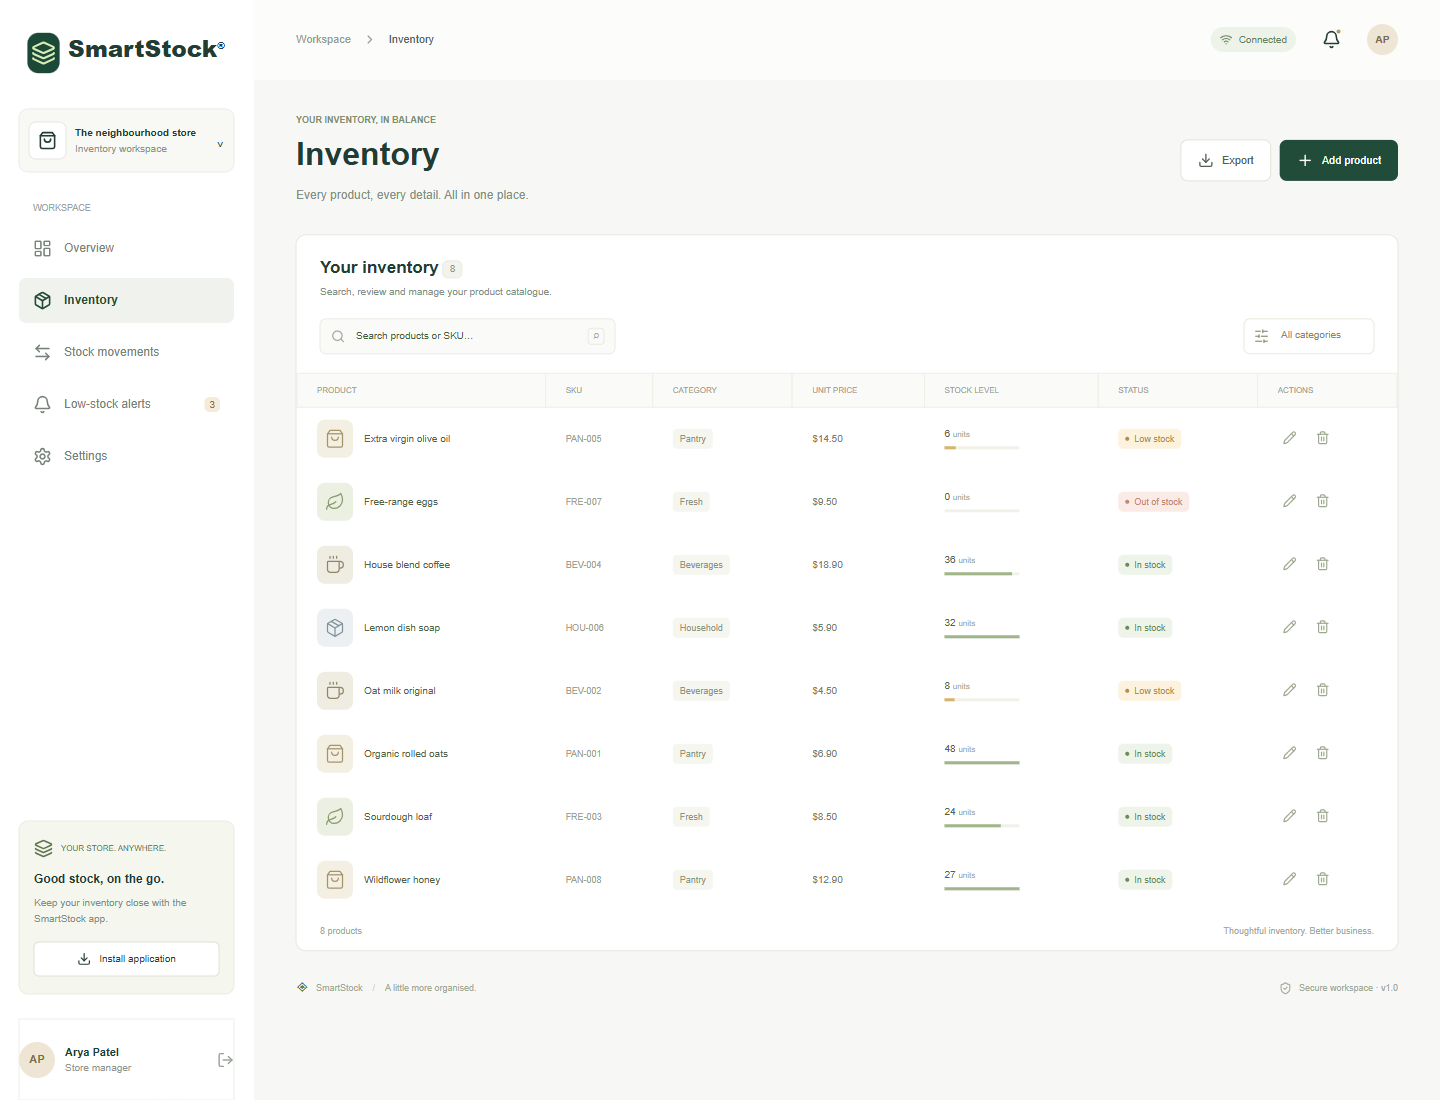 SmartStock®
Workspace > Inventory
Connected
AP
The neighbourhood store
Inventory workspace
WORKSPACE
Overview
Inventory
Stock movements
Low-stock alerts 3
Settings
YOUR STORE. ANYWHERE.
Good stock, on the go.
Keep your inventory close with the
SmartStock app.
Install application
AP
Arya Patel
Store manager
YOUR INVENTORY, IN BALANCE
Inventory
Every product, every detail. All in one place.
Export
Add product
Your inventory 8
Search, review and manage your product catalogue.
Search products or SKU...
All categories
PRODUCT SKU CATEGORY UNIT PRICE STOCK LEVEL STATUS ACTIONS
Extra virgin olive oil PAN-005 Pantry $14.50 6 units Low stock
Free-range eggs FRE-007 Fresh $9.50 0 units Out of stock
House blend coffee BEV-004 Beverages $18.90 36 units In stock
Lemon dish soap HOU-006 Household $5.90 32 units In stock
Oat milk original BEV-002 Beverages $4.50 8 units Low stock
Organic rolled oats PAN-001 Pantry $6.90 48 units In stock
Sourdough loaf FRE-003 Fresh $8.50 24 units In stock
Wildflower honey PAN-008 Pantry $12.90 27 units In stock
8 products
Thoughtful inventory. Better business.
SmartStock / A little more organised.
Secure workspace · v1.0